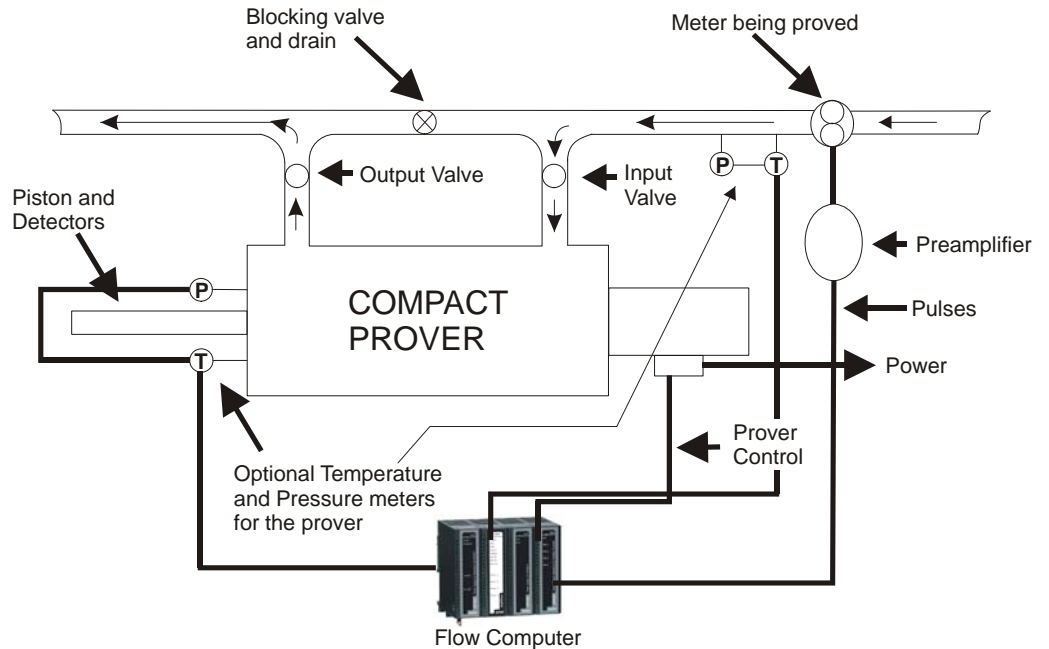 Blocking valve
and drain
Meter being proved
Output Valve
Input
Valve
P
T
Piston and
Detectors
Preamplifier
P
COMPACT
PROVER
Pulses
T
Power
Prover
Control
Optional Temperature
and Pressure meters
for the prover
Flow Computer